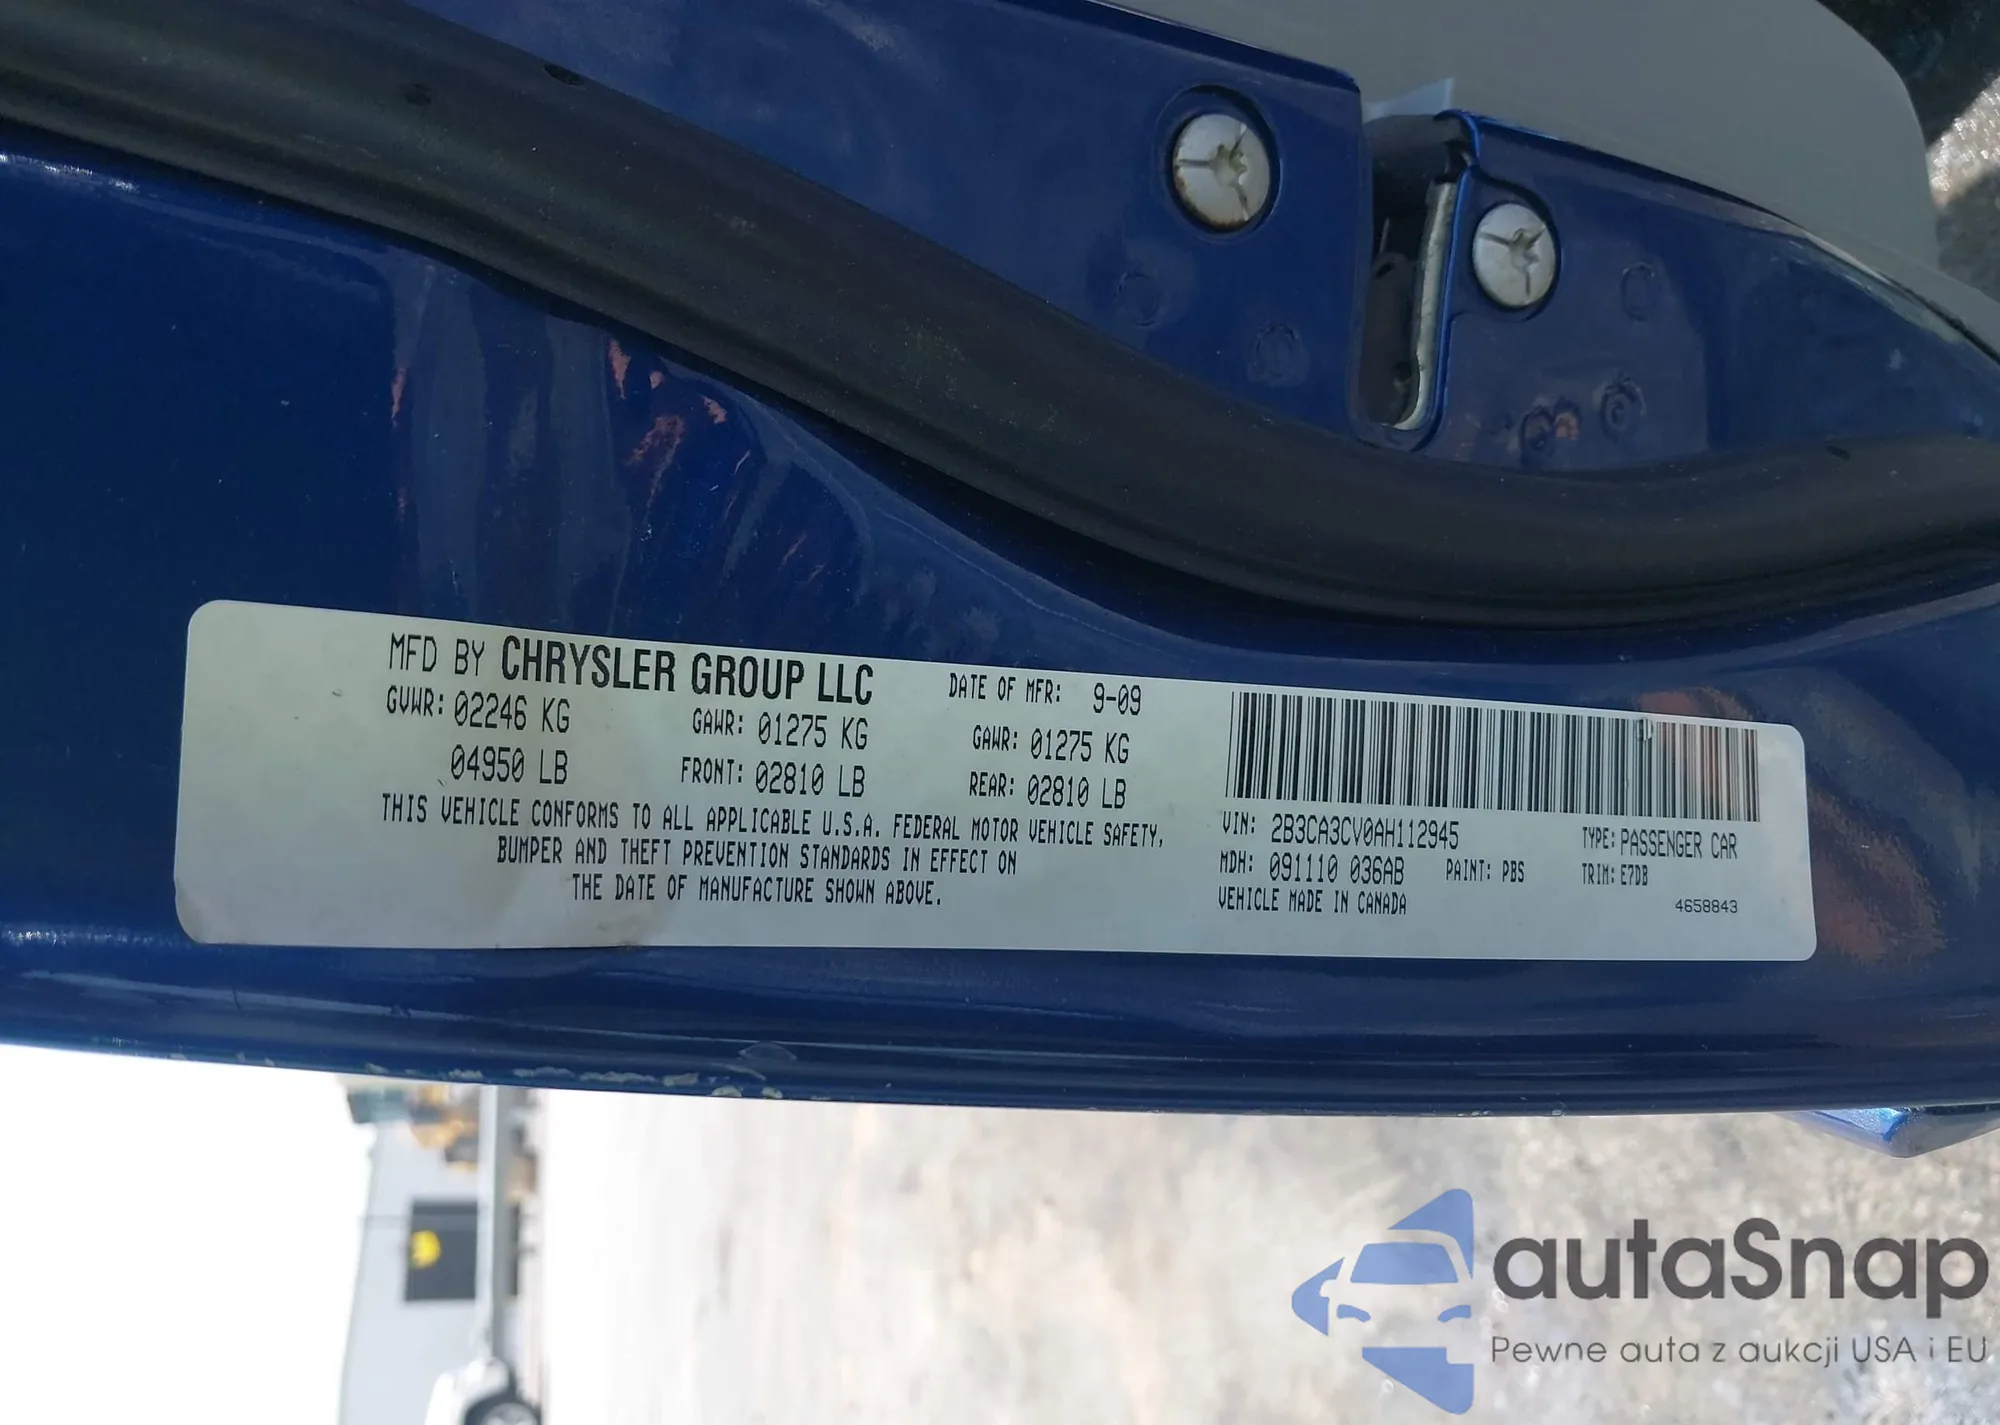 MFD BY CHRYSLER GROUP LLC DATE OF MFR: 9-09
GVWR: 02246 KG GAWR: 01275 KG GAWR: 01275 KG
04950 LB FRONT: 02810 LB REAR: 02810 LB
THIS VEHICLE CONFORMS TO ALL APPLICABLE U.S.A. FEDERAL MOTOR VEHICLE SAFETY,
BUMPER AND THEFT PREVENTION STANDARDS IN EFFECT ON
THE DATE OF MANUFACTURE SHOWN ABOVE.
VIN: 2B3CA3CV0AH112945 TYPE: PASSENGER CAR
MDH: 091110 036AB PAINT: PBS TRIM: E7DB
VEHICLE MADE IN CANADA 4658843
autaSnap
Pewne auta z aukcji USA i EU